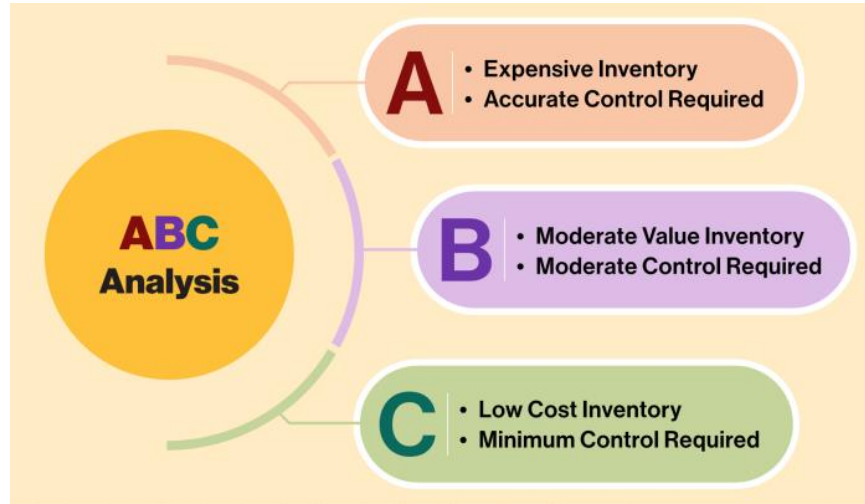 ABC
Analysis
A
• Expensive Inventory
• Accurate Control Required
B
• Moderate Value Inventory
• Moderate Control Required
C
• Low Cost Inventory
• Minimum Control Required